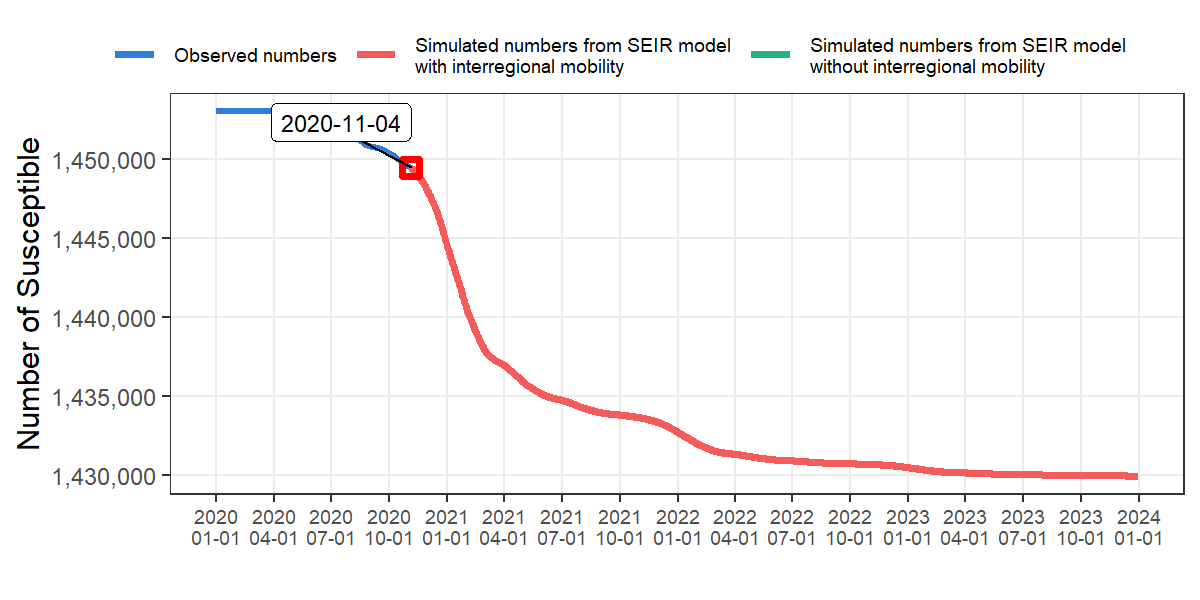 Observed numbers
Simulated numbers from SEIR model
with interregional mobility
Simulated numbers from SEIR model
without interregional mobility
Number of Susceptible
1,450,000
1,445,000
1,440,000
1,435,000
1,430,000
2020-11-04
2020 2020 2020 2020 2021 2021 2021 2021 2022 2022 2022 2022 2023 2023 2023 2023 2024
01-01 04-01 07-01 10-01 01-01 04-01 07-01 10-01 01-01 04-01 07-01 10-01 01-01 04-01 07-01 10-01 01-01